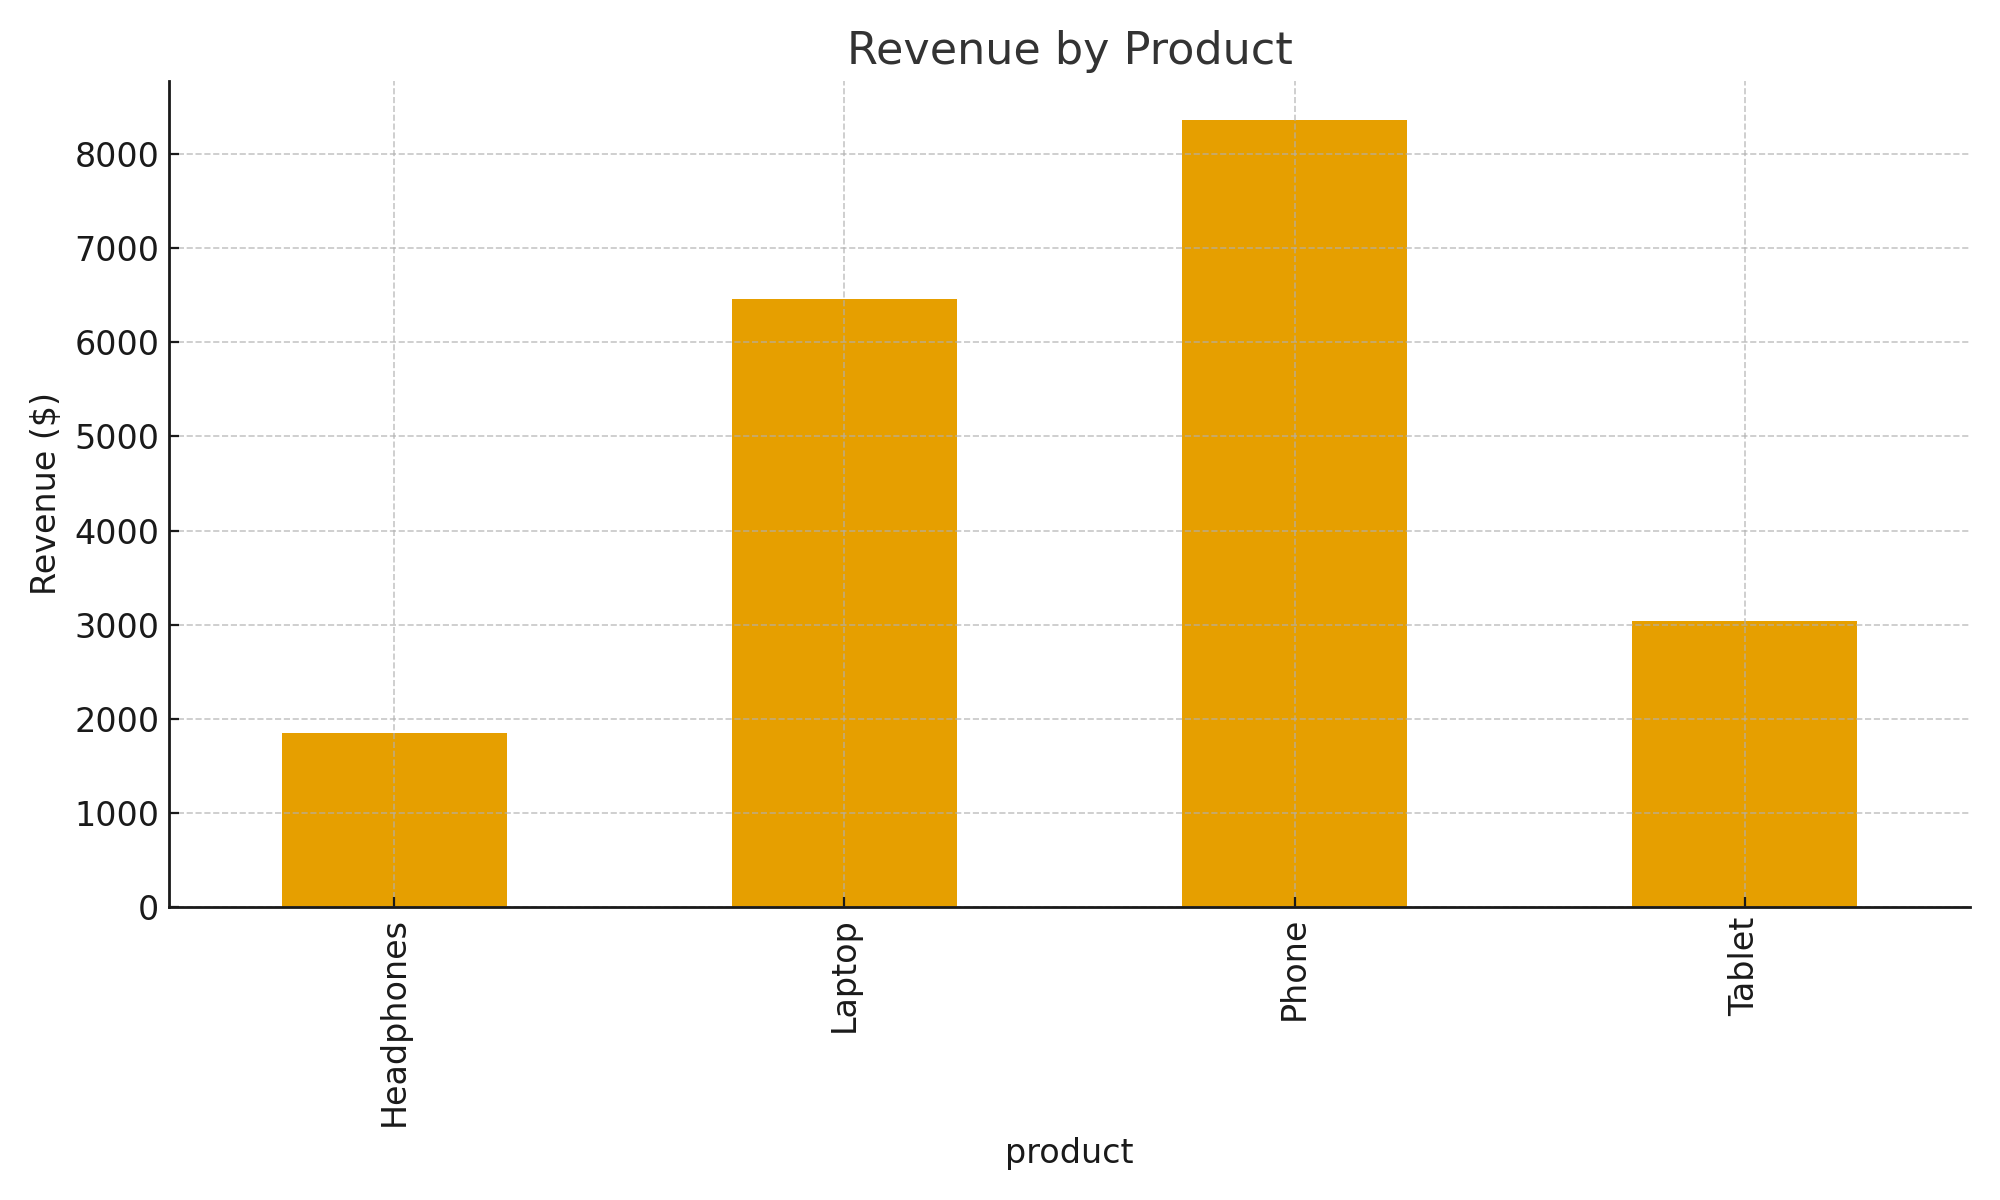 Revenue by Product
Revenue ($)
8000
7000
6000
5000
4000
3000
2000
1000
0
Headphones
Laptop
Phone
Tablet
product